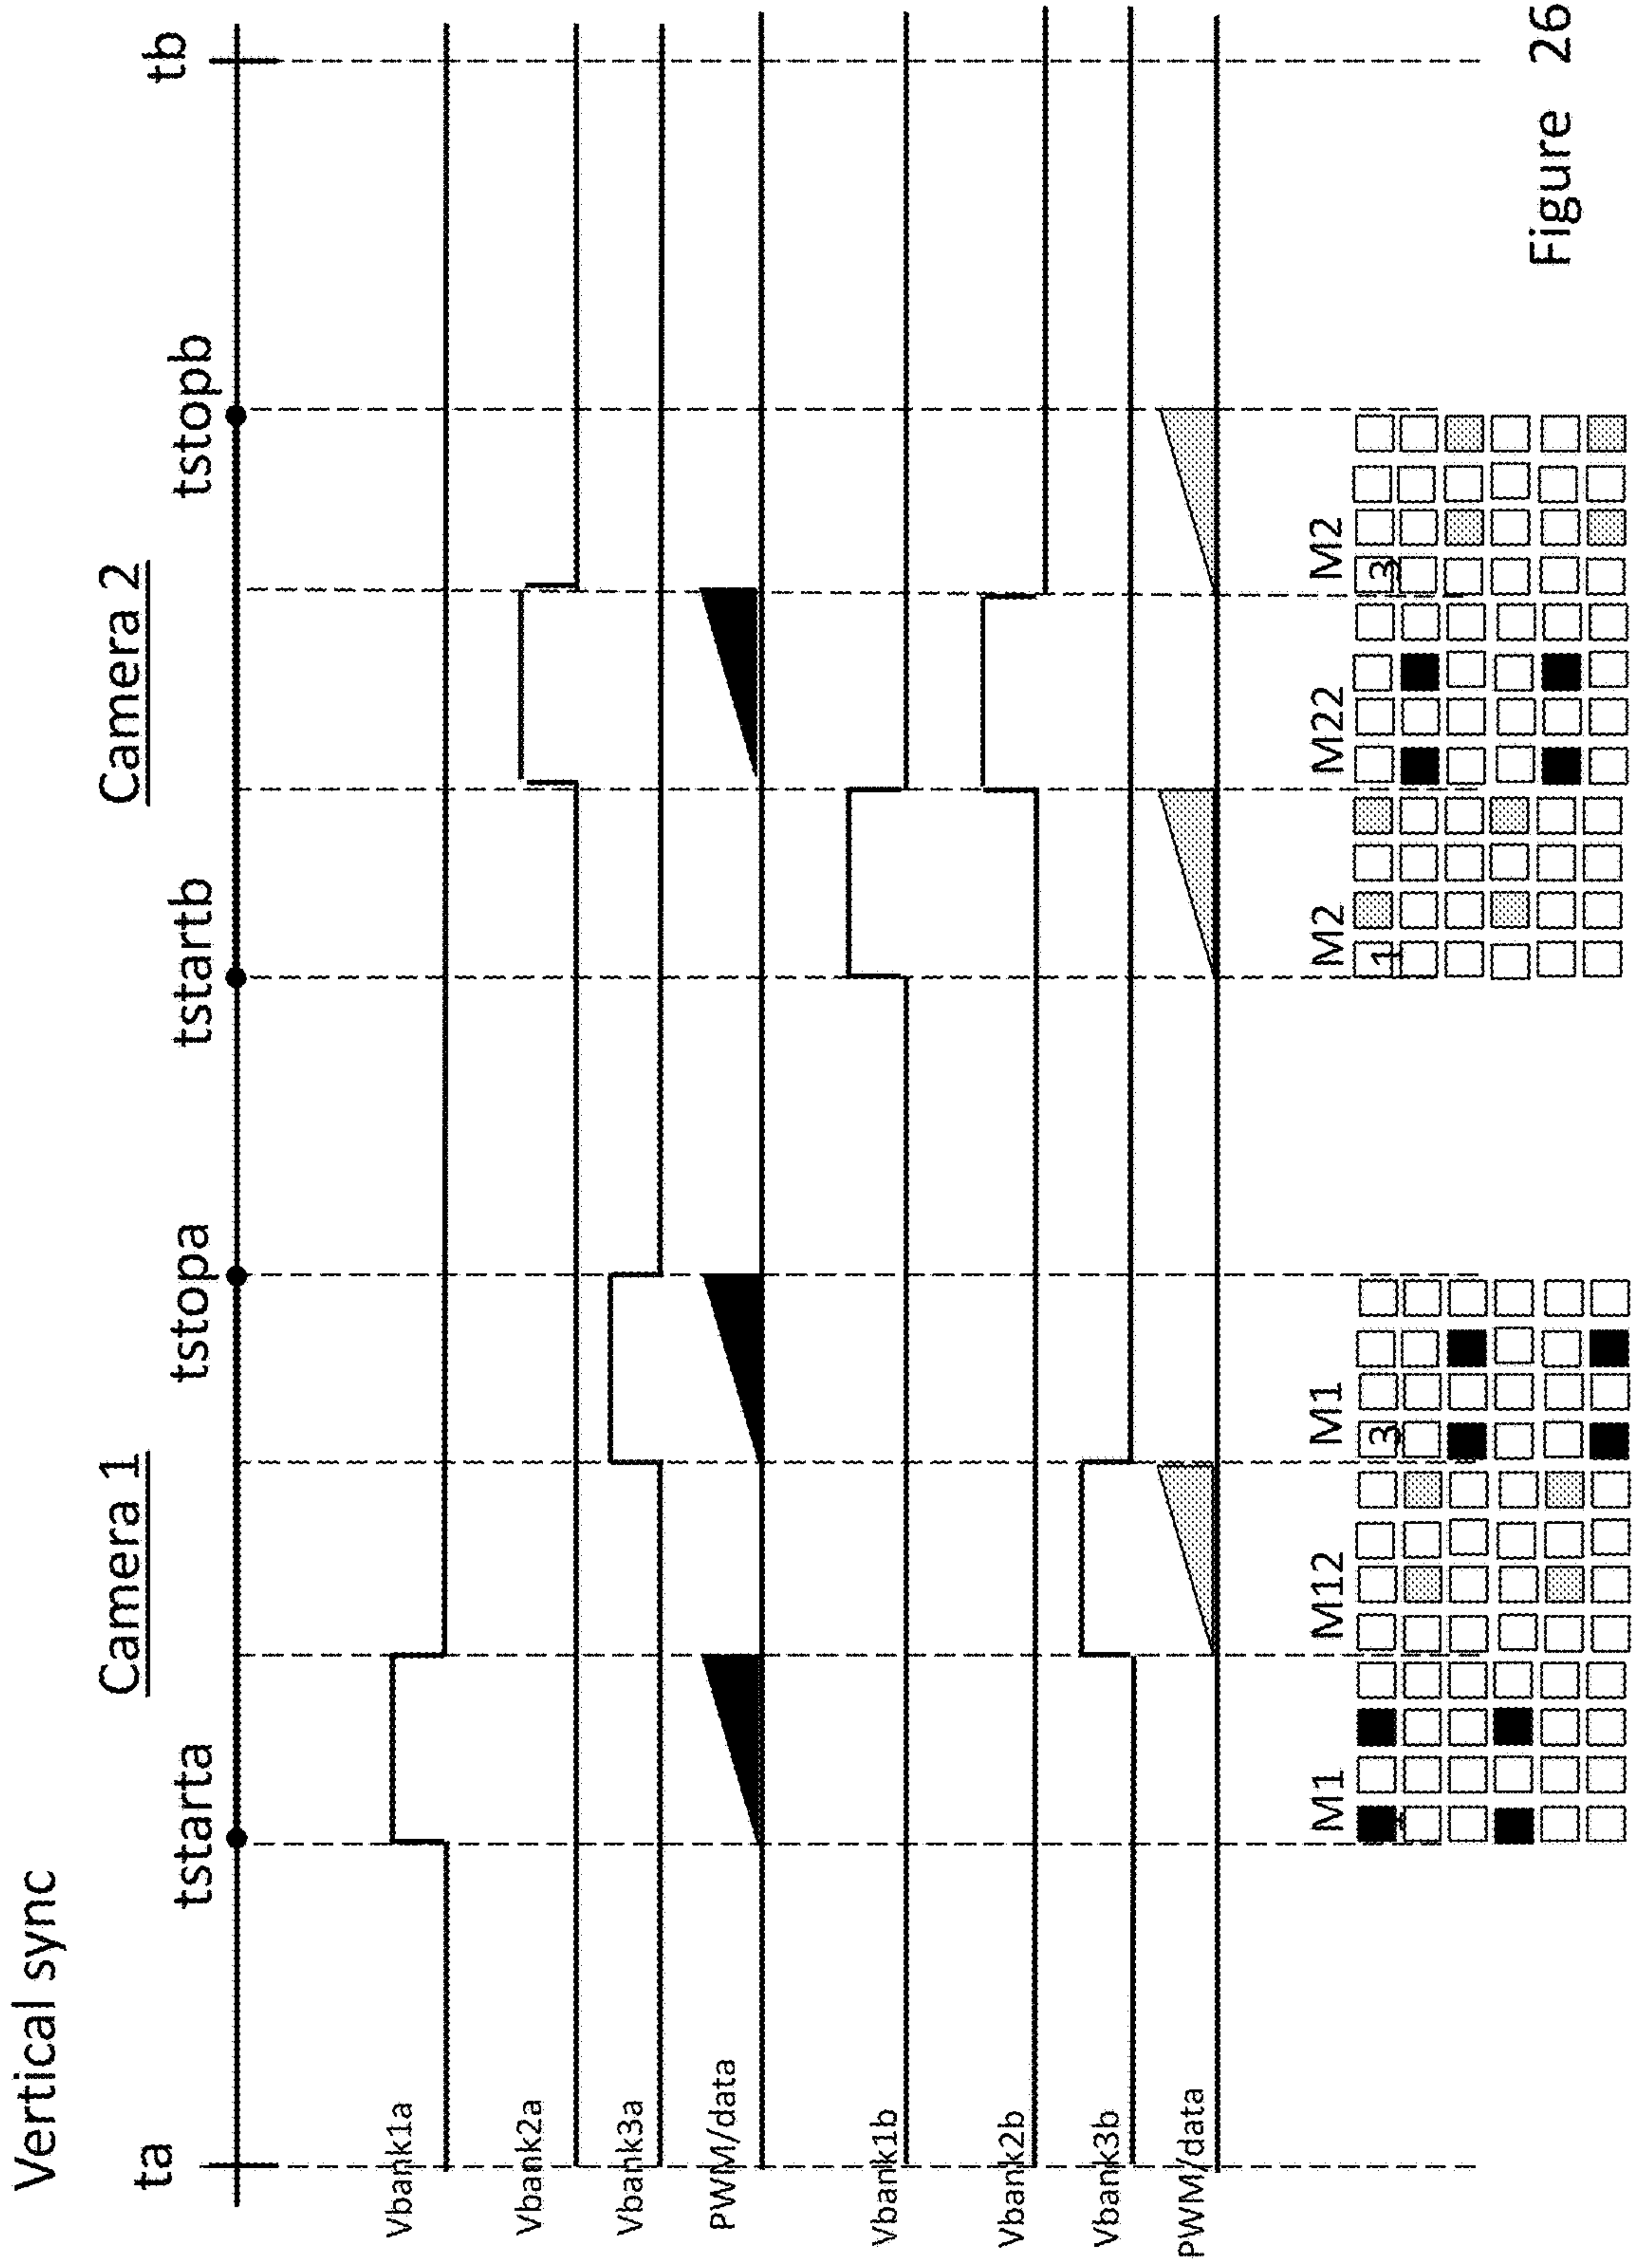 Vertical sync
Camera 1
Camera 2
ta
tstarta
tstopa
tstartb
tstopb
tb
Vbank1a
Vbank2a
Vbank3a
PWM/data
Vbank1b
Vbank2b
Vbank3b
PWM/data
M1
M12
M1
3
M2
1
M22
M2
3
Figure 26